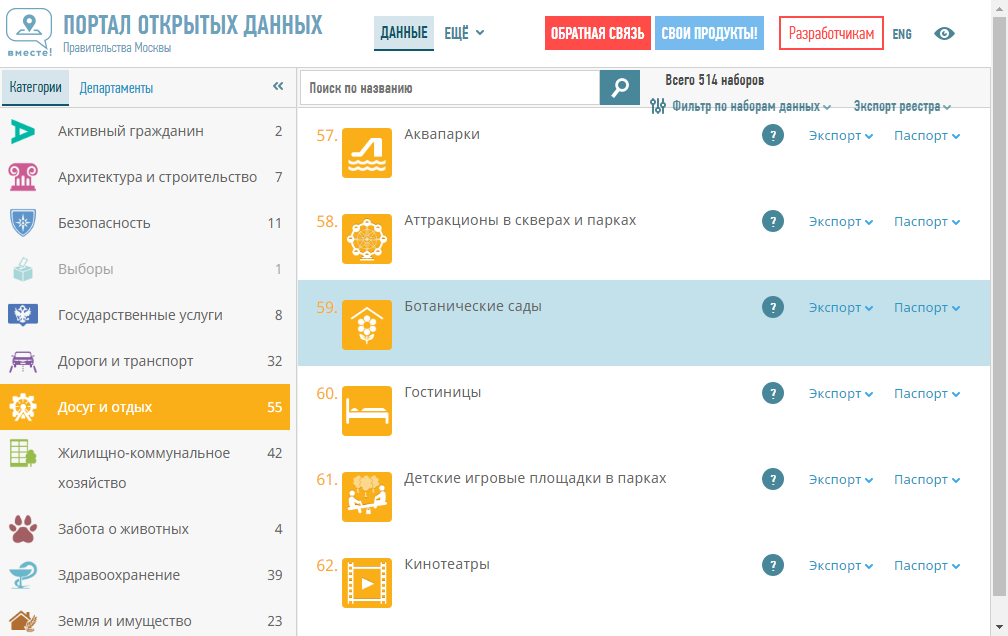 вместе!
ПОРТАЛ ОТКРЫТЫХ ДАННЫХ
Правительства Москвы
ДАННЫЕ
ЕЩЁ
ОБРАТНАЯ СВЯЗЬ
СВОИ ПРОДУКТЫ!
Разработчикам
ENG
Категории
Департаменты
«
Поиск по названию
Всего 514 наборов
Фильтр по наборам данных
Экспорт реестра
Активный гражданин 2
Архитектура и строительство 7
Безопасность 11
Выборы 1
Государственные услуги 8
Дороги и транспорт 32
Досуг и отдых 55
Жилищно-коммунальное 42
хозяйство
Забота о животных 4
Здравоохранение 39
Земля и имущество 23
57. Аквапарки ? Экспорт Паспорт
58. Аттракционы в скверах и парках ? Экспорт Паспорт
59. Ботанические сады ? Экспорт Паспорт
60. Гостиницы ? Экспорт Паспорт
61. Детские игровые площадки в парках ? Экспорт Паспорт
62. Кинотеатры ? Экспорт Паспорт